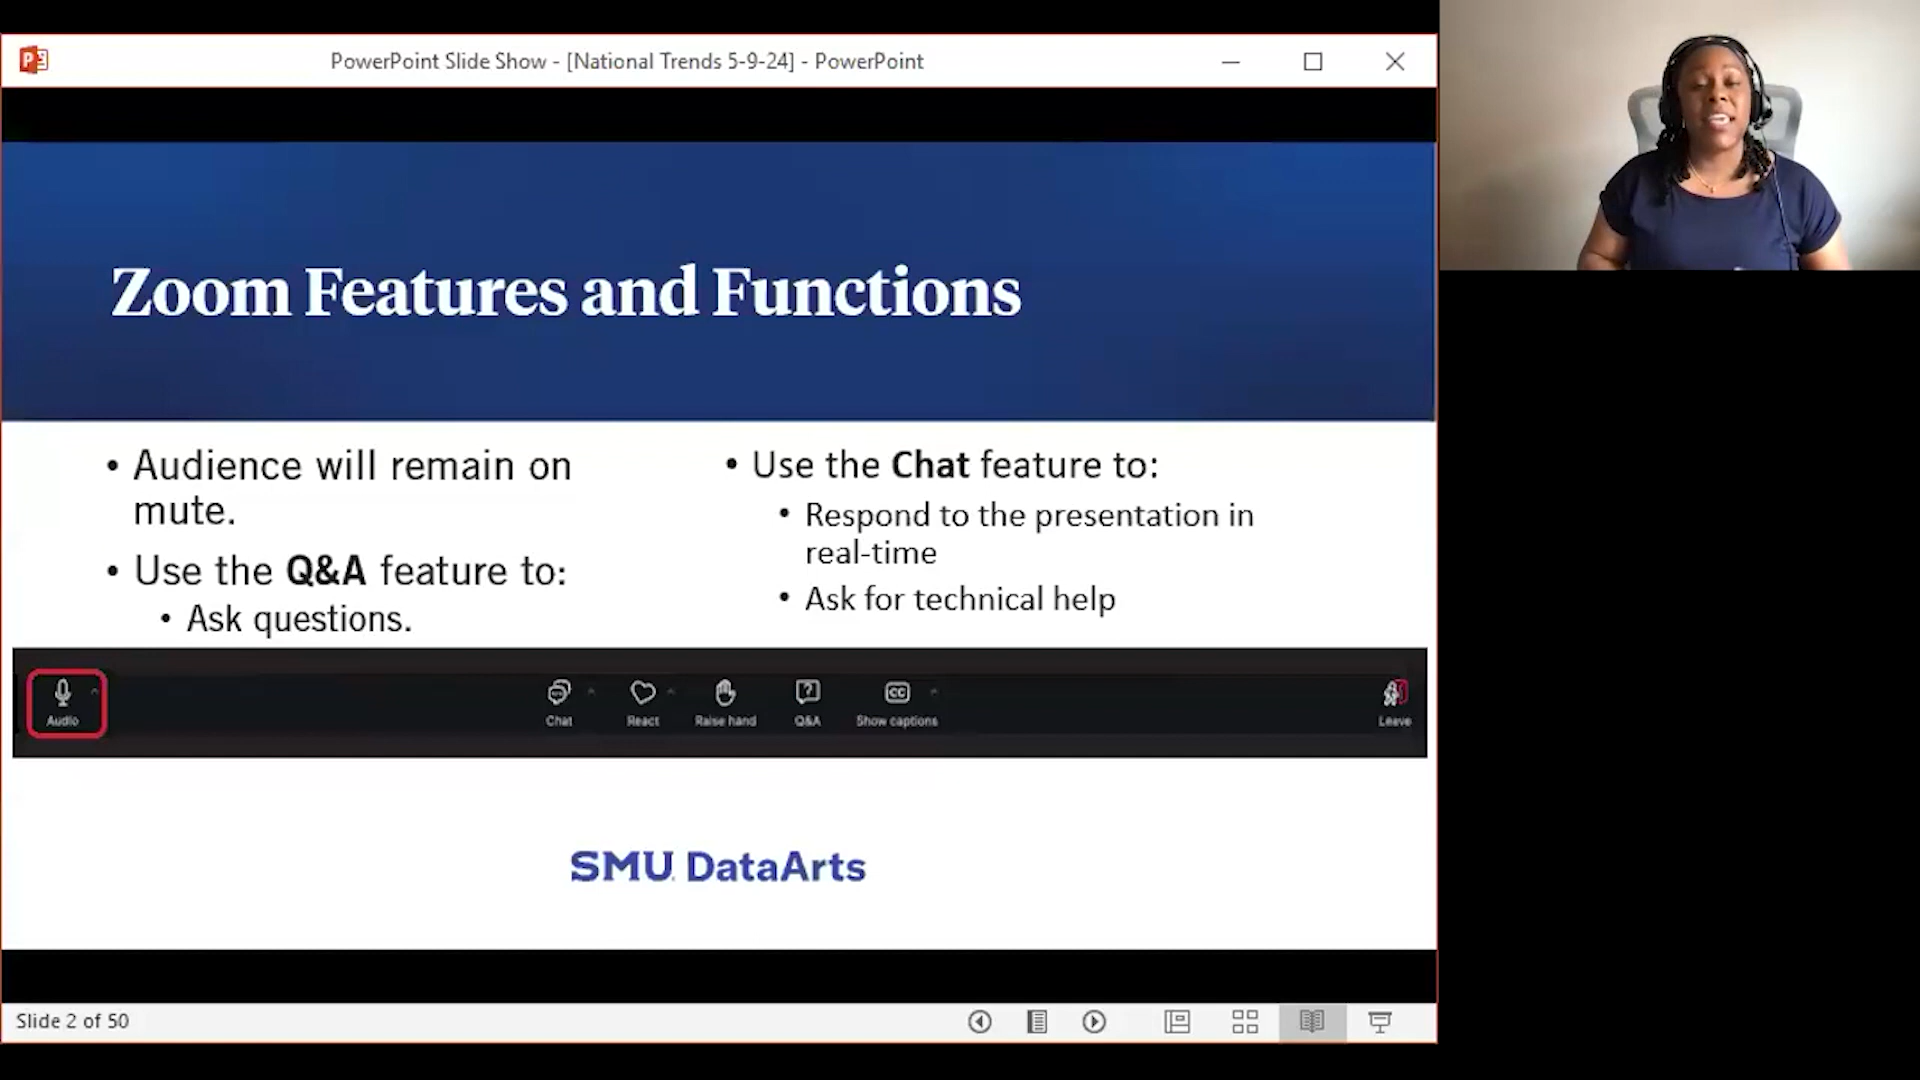 PowerPoint Slide Show - [National Trends 5-9-24] - PowerPoint
Zoom Features and Functions
• Audience will remain on
mute.
• Use the Q&A feature to:
• Ask questions.
• Use the Chat feature to:
• Respond to the presentation in
real-time
• Ask for technical help
Audio
Chat
React
Raise hand
Q&A
CC
Show captions
Leave
SMU DataArts
Slide 2 of 50